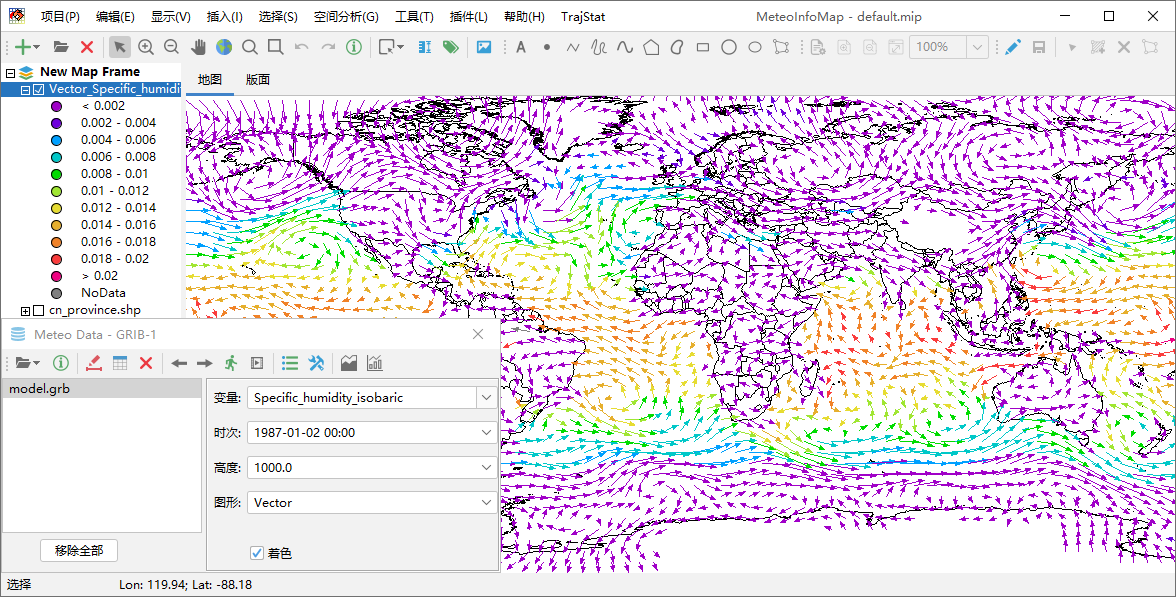 项目(P) 编辑(E) 显示(V) 插入(I) 选择(S) 空间分析(G) 工具(T) 插件(L) 帮助(H) TrajStat MeteoInfoMap - default.mip
A 100%
New Map Frame
Vector_Specific_humidi
< 0.002
0.002 - 0.004
0.004 - 0.006
0.006 - 0.008
0.008 - 0.01
0.01 - 0.012
0.012 - 0.014
0.014 - 0.016
0.016 - 0.018
0.018 - 0.02
> 0.02
NoData
cn_province.shp
地图 版面
Meteo Data - GRIB-1
model.grb
变量: Specific_humidity_isobaric
时次: 1987-01-02 00:00
高度: 1000.0
图形: Vector
着色
移除全部
选择 Lon: 119.94; Lat: -88.18